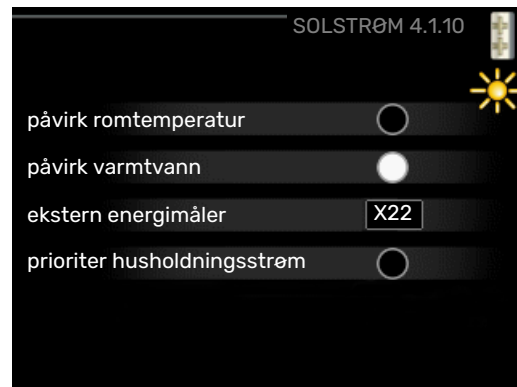 SOLSTRØM 4.1.10
påvirk romtemperatur
påvirk varmtvann
ekstern energimåler X22
prioriter husholdningsstrøm